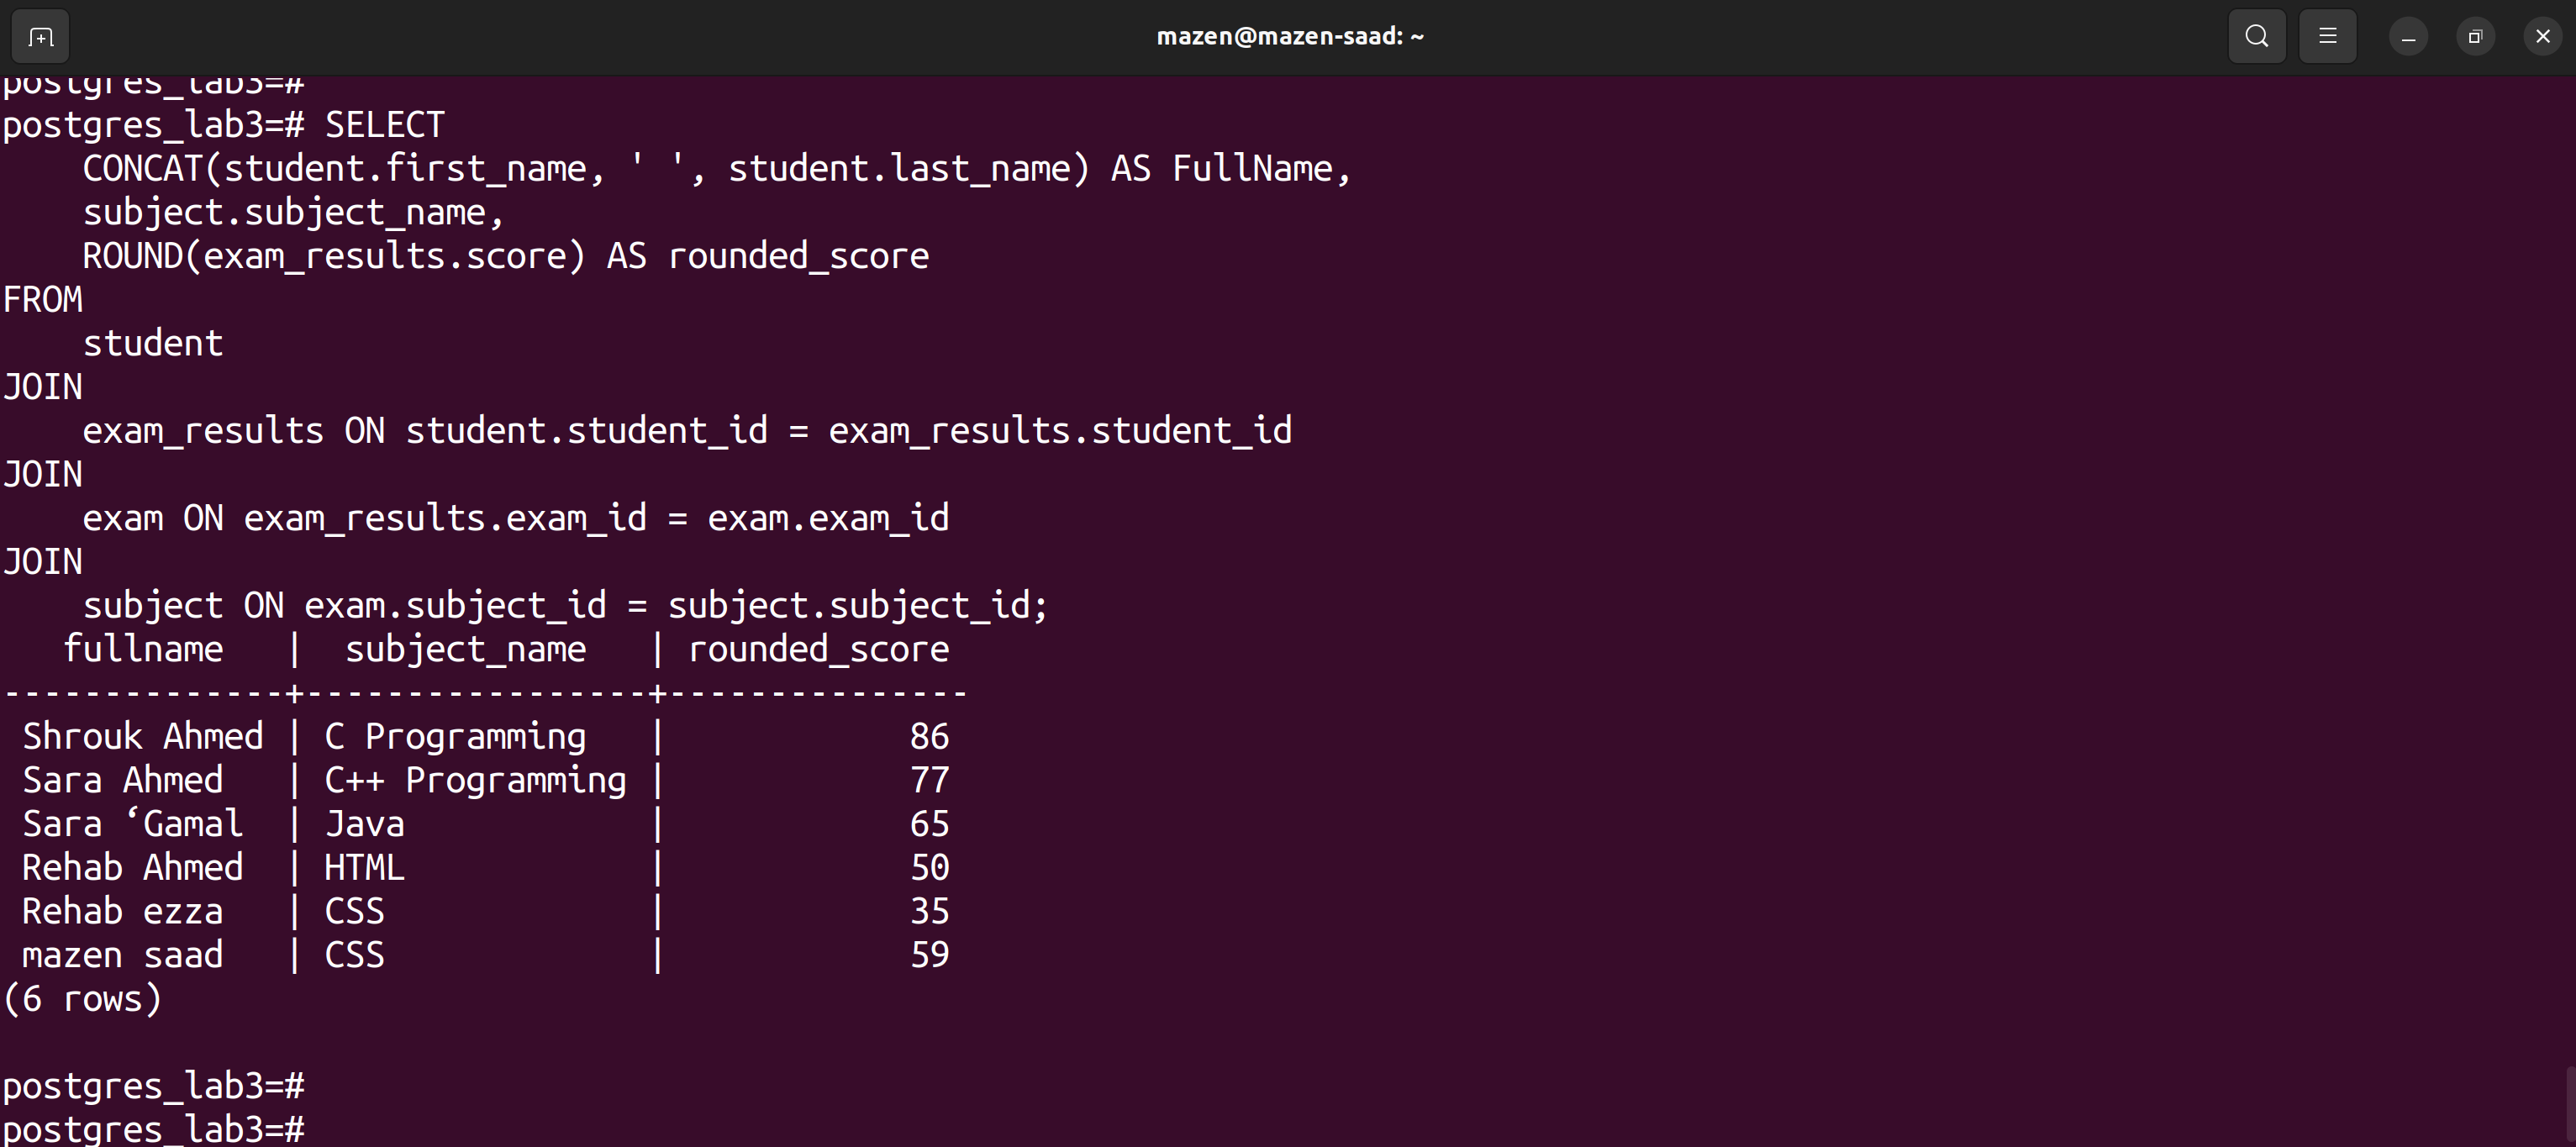 mazen@mazen-saad: ~
postgres_lab3=#
postgres_lab3=# SELECT
    CONCAT(student.first_name, ' ', student.last_name) AS FullName,
    subject.subject_name,
    ROUND(exam_results.score) AS rounded_score
FROM
    student
JOIN
    exam_results ON student.student_id = exam_results.student_id
JOIN
    exam ON exam_results.exam_id = exam.exam_id
JOIN
    subject ON exam.subject_id = subject.subject_id;
   fullname   |  subject_name   | rounded_score
--------------+-----------------+---------------
 Shrouk Ahmed | C Programming   |            86
 Sara Ahmed   | C++ Programming |            77
 Sara ‘Gamal  | Java            |            65
 Rehab Ahmed  | HTML            |            50
 Rehab ezza   | CSS             |            35
 mazen saad   | CSS             |            59
(6 rows)

postgres_lab3=#
postgres_lab3=#